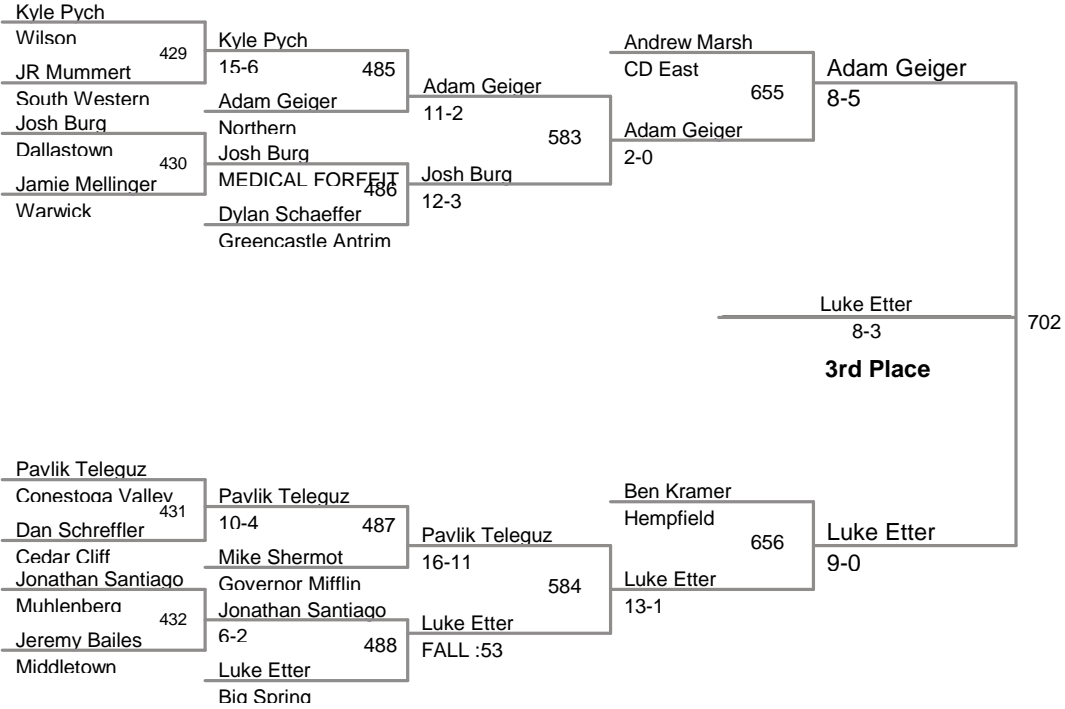 Kyle Pych
Wilson
429
JR Mummert
South Western
Josh Burg
Dallastown
430
Jamie Mellinger
Warwick
Kyle Pych
15-6
485
Adam Geiger
Northern
Josh Burg
MEDICAL FORFEIT
486
Dylan Schaeffer
Greencastle Antrim
Adam Geiger
11-2
583
Josh Burg
12-3
Andrew Marsh
CD East
655
Adam Geiger
2-0
Adam Geiger
8-5
Luke Etter
8-3
702
3rd Place
Pavlik Teleguz
Conestoga Valley
431
Dan Schreffler
Cedar Cliff
Jonathan Santiago
Muhlenberg
432
Jeremy Bailes
Middletown
Pavlik Teleguz
10-4
487
Mike Shermot
Governor Mifflin
Jonathan Santiago
6-2
488
Luke Etter
Big Spring
Pavlik Teleguz
16-11
584
Luke Etter
FALL :53
Ben Kramer
Hempfield
656
Luke Etter
13-1
Luke Etter
9-0